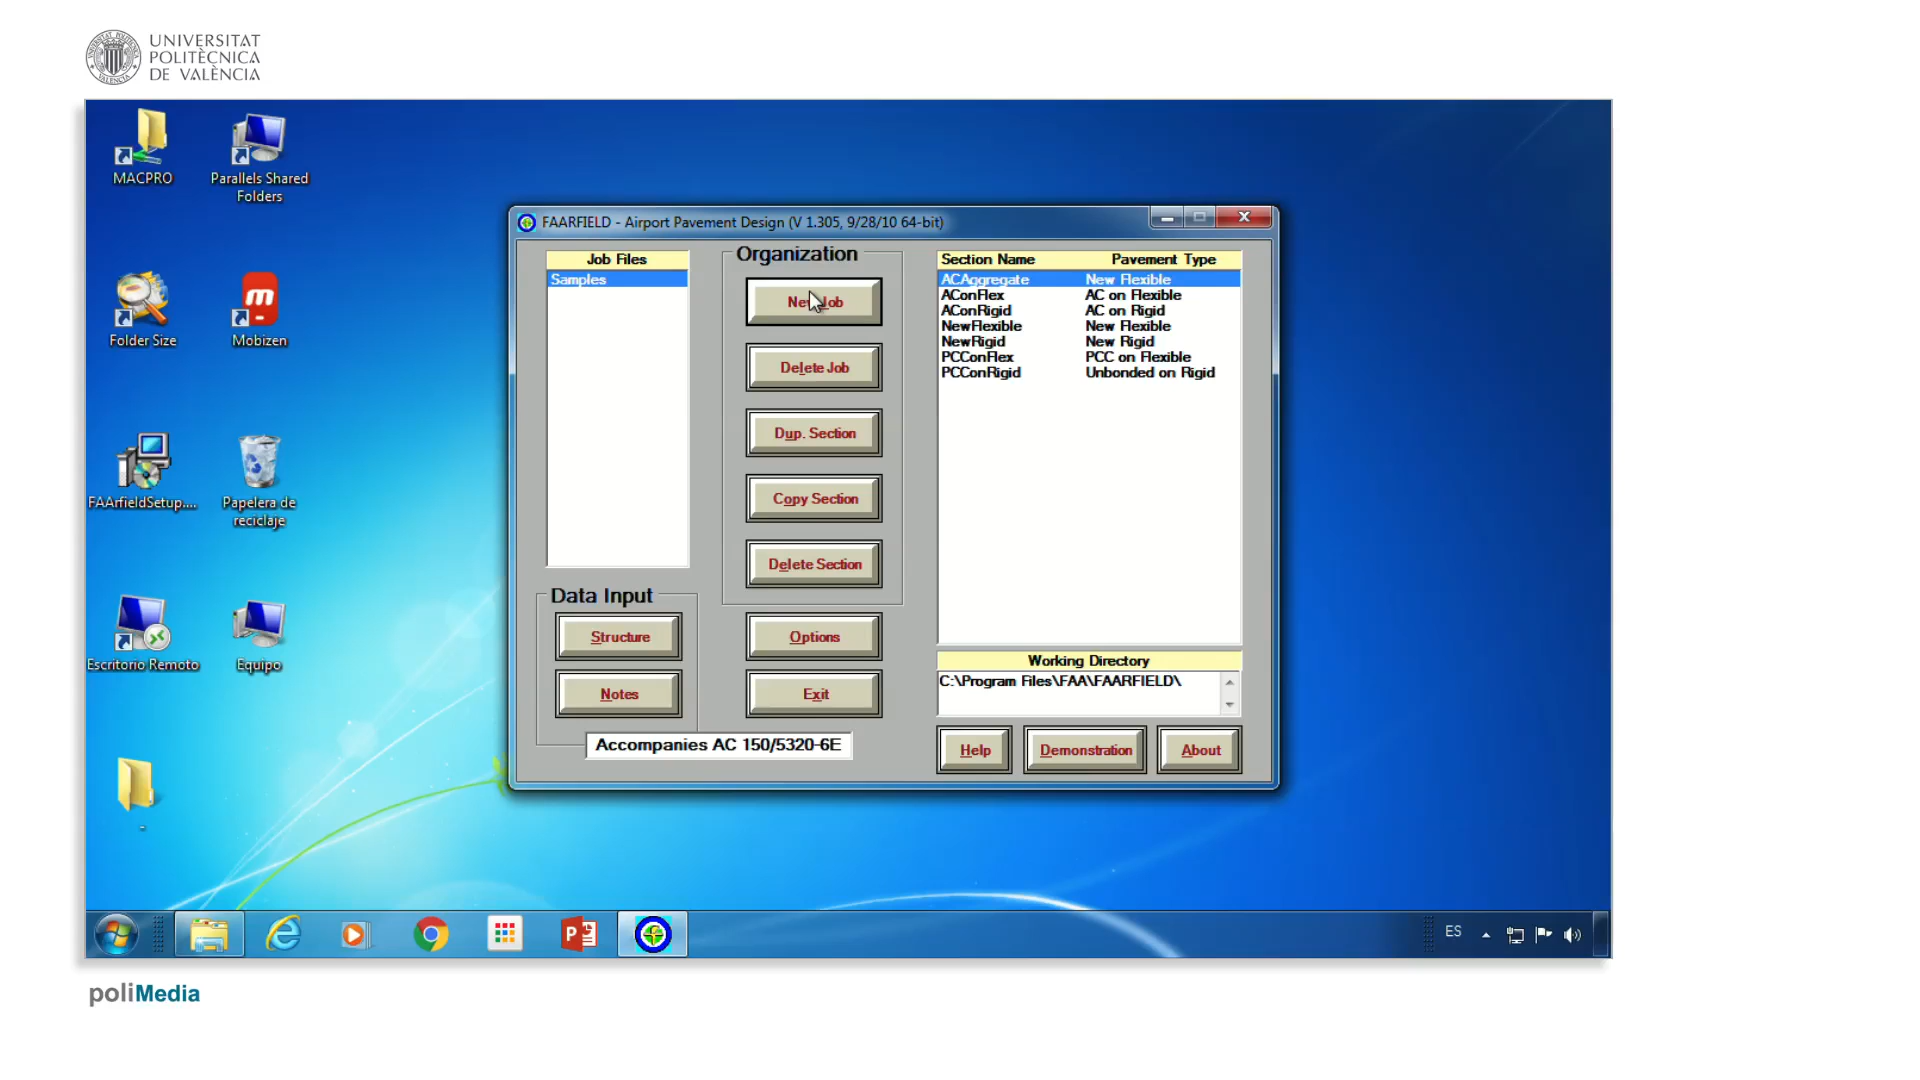 UNIVERSITAT
POLITÈCNICA
DE VALÈNCIA
MACPRO
Parallels Shared
Folders
Folder Size
Mobizen
FAArfieldSetup....
Papelera de
reciclaje
Escritorio Remoto
Equipo
-
FAARFIELD - Airport Pavement Design (V 1.305, 9/28/10 64-bit)
Job Files
Samples
Organization
New Job
Delete Job
Dup. Section
Copy Section
Delete Section
Data Input
Structure
Notes
Options
Exit
Accompanies AC 150/5320-6E
Section Name Pavement Type
ACAggregate New Flexible
AConFlex AC on Flexible
AConRigid AC on Rigid
NewFlexible New Flexible
NewRigid New Rigid
PCConFlex PCC on Flexible
PCConRigid Unbonded on Rigid
Working Directory
C:\Program Files\FAA\FAARFIELD\
Help
Demonstration
About
ES
poliMedia